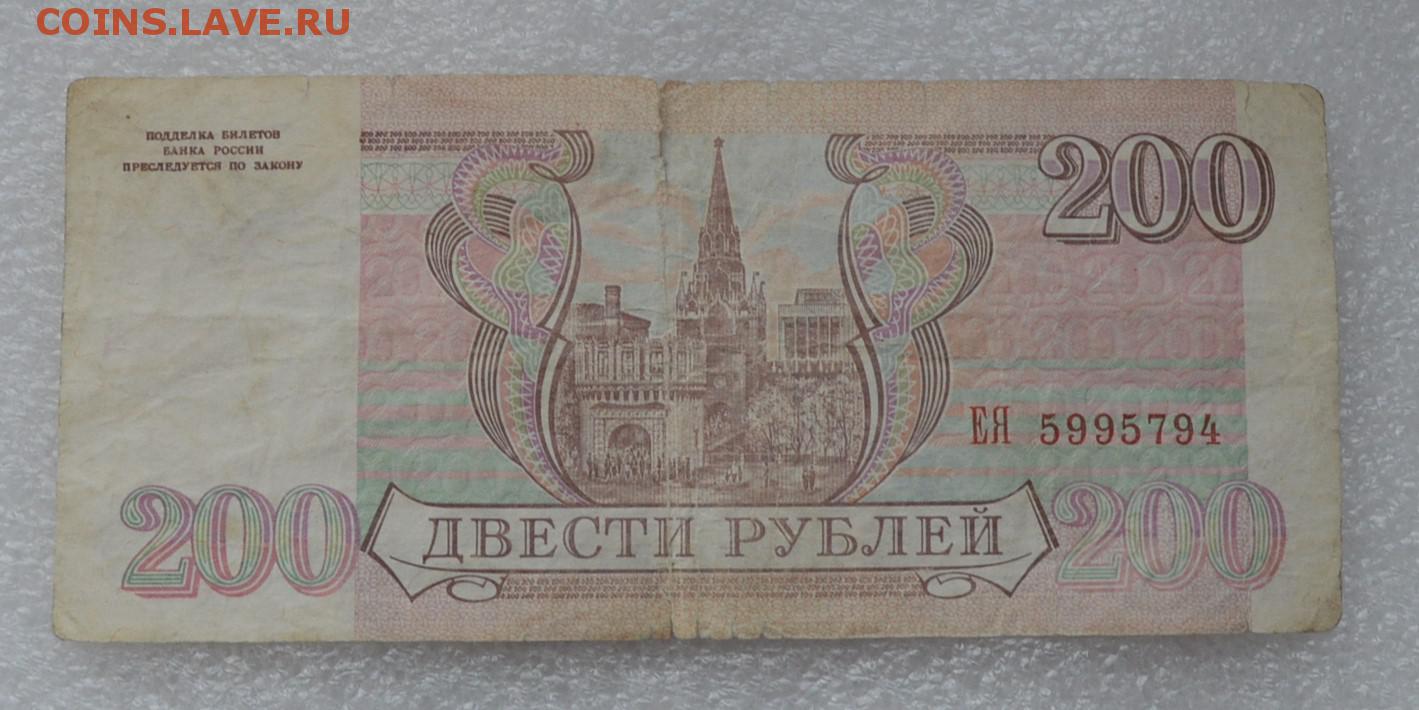 COINS.LAVE.RU
ПОДДЕЛКА БИЛЕТОВ
БАНКА РОССИИ
ПРЕСЛЕДУЕТСЯ ПО ЗАКОНУ
200
ЕЯ 5995794
200
ДВЕСТИ РУБЛЕЙ
200